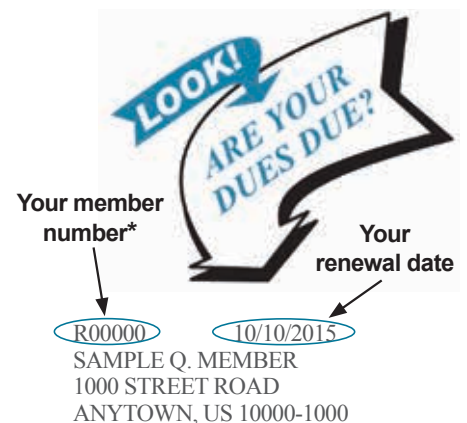 LOOK!
ARE YOUR
DUES DUE?
Your member
number*
Your
renewal date
R00000 10/10/2015
SAMPLE Q. MEMBER
1000 STREET ROAD
ANYTOWN, US 10000-1000